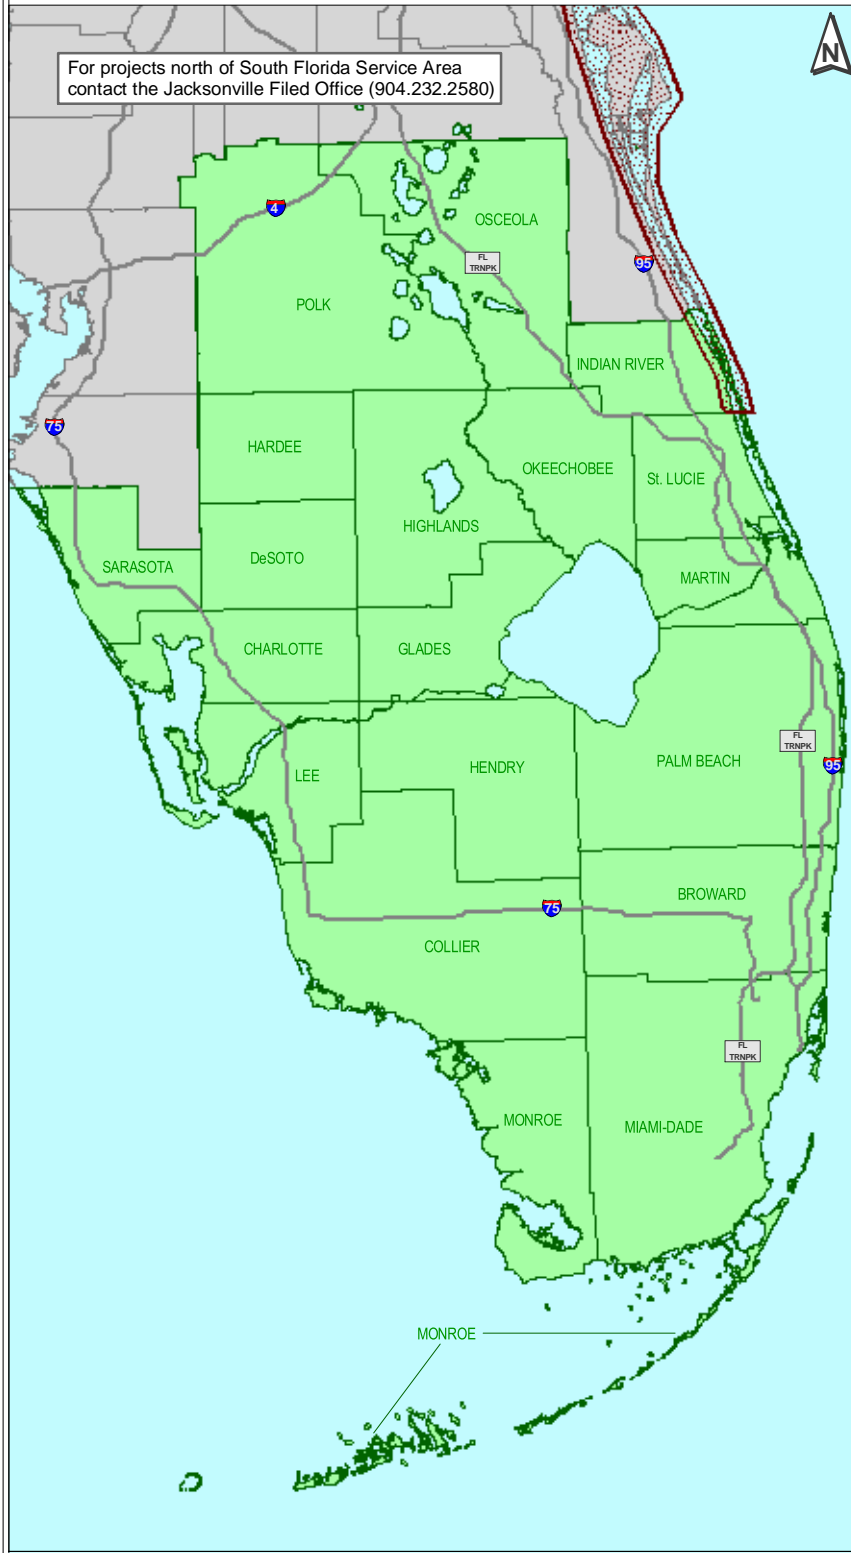 N
For projects north of South Florida Service Area
contact the Jacksonville Filed Office (904.232.2580)
4
OSCEOLA
FL
TRNPK
95
POLK
INDIAN RIVER
75
HARDEE
OKEECHOBEE
St. LUCIE
HIGHLANDS
SARASOTA
DeSOTO
MARTIN
CHARLOTTE
GLADES
FL
TRNPK
95
PALM BEACH
HENDRY
LEE
BROWARD
75
COLLIER
FL
TRNPK
MONROE
MIAMI-DADE
MONROE